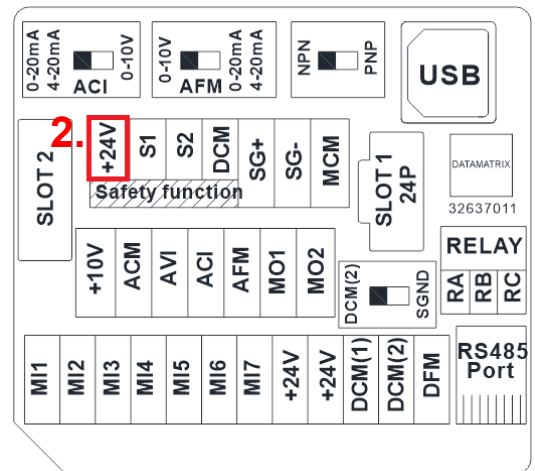 0-20mA
4-20mA
ACI
0-10V
0-10V
AFM
0-20mA
4-20mA
NPN
PNP
USB
SLOT 2
2.
+24V
S1
S2
DCM
SG+
SG-
MCM
Safety function
SLOT 1
24P
DATAMATRIX
32637011
+10V
ACM
AVI
ACI
AFM
MO1
MO2
DCM(2)
SGND
RELAY
RA
RB
RC
MI1
MI2
MI3
MI4
MI5
MI6
MI7
+24V
+24V
DCM(1)
DCM(2)
DFM
RS485
Port